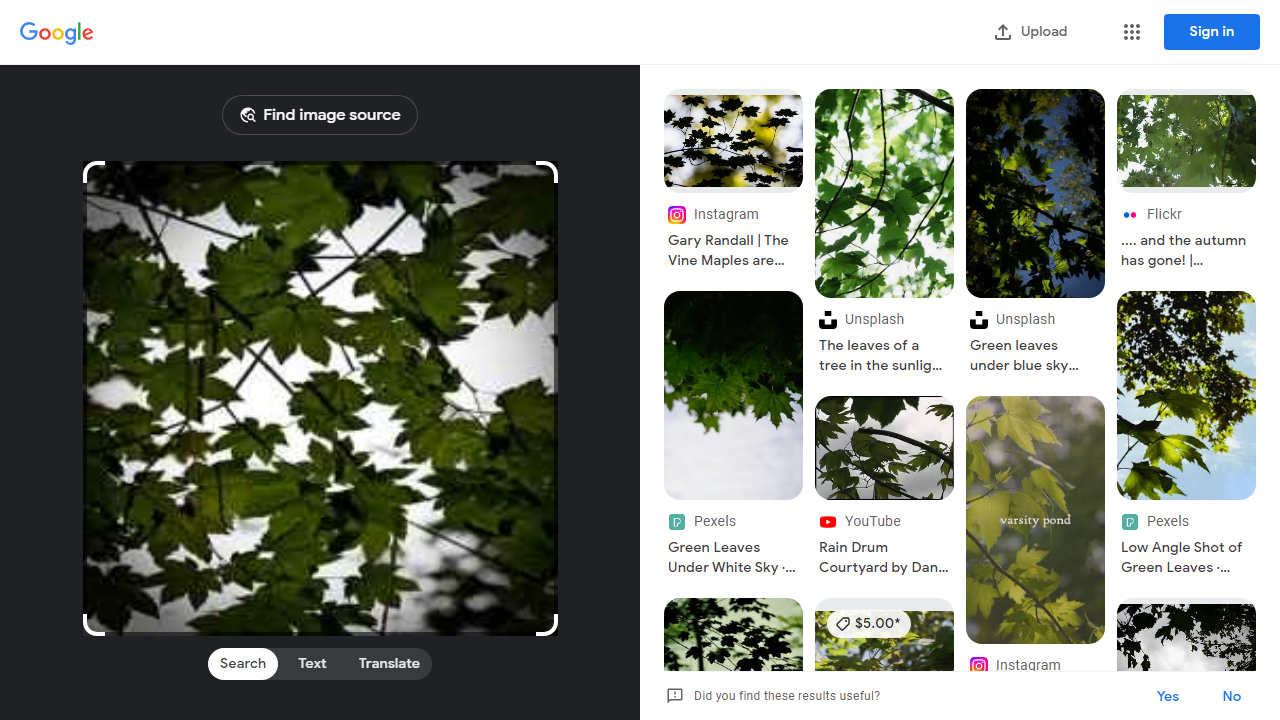 Google
Upload
Sign in
Find image source
Search
Text
Translate
Instagram
Gary Randall | The
Vine Maples are...
Unsplash
The leaves of a
tree in the sunlig...
Unsplash
Green leaves
under blue sky...
Flickr
.... and the autumn
has gone! |...
Pexels
Green Leaves
Under White Sky ·...
YouTube
Rain Drum
Courtyard by Dan...
varsity pond
Instagram
Pexels
Low Angle Shot of
Green Leaves ·...
$5.00*
Did you find these results useful?
Yes
No